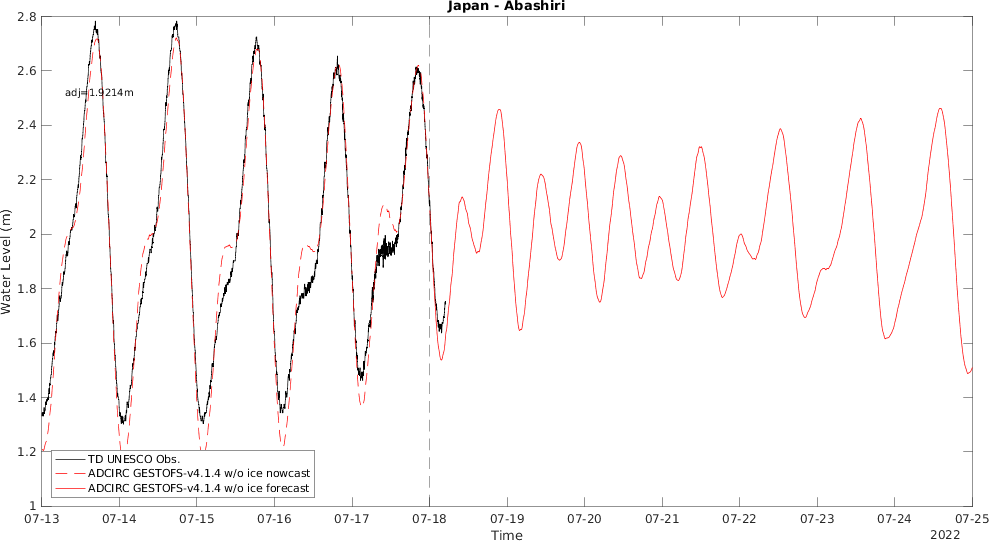 Japan - Abashiri
2.8
2.6
adj=1.9214m
2.4
2.2
2
1.8
1.6
1.4
1.2
1
Water Level (m)
TD UNESCO Obs.
ADCIRC GESTOFS-v4.1.4 w/o ice nowcast
ADCIRC GESTOFS-v4.1.4 w/o ice forecast
07-13 07-14 07-15 07-16 07-17 07-18 07-19 07-20 07-21 07-22 07-23 07-24 07-25
Time
2022